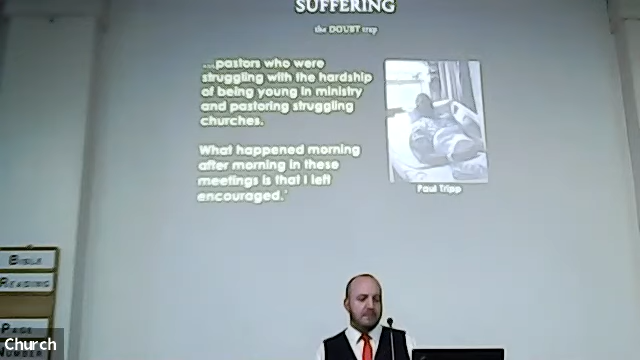 SUFFERING
the DOUBT trap
...pastors who were
struggling with the hardship
of being young in ministry
and pastoring struggling
churches.
What happened morning
after morning in these
meetings is that I left
encouraged.'
Paul Tripp
BIBLE
READING
PAGE
NUMBER
Church